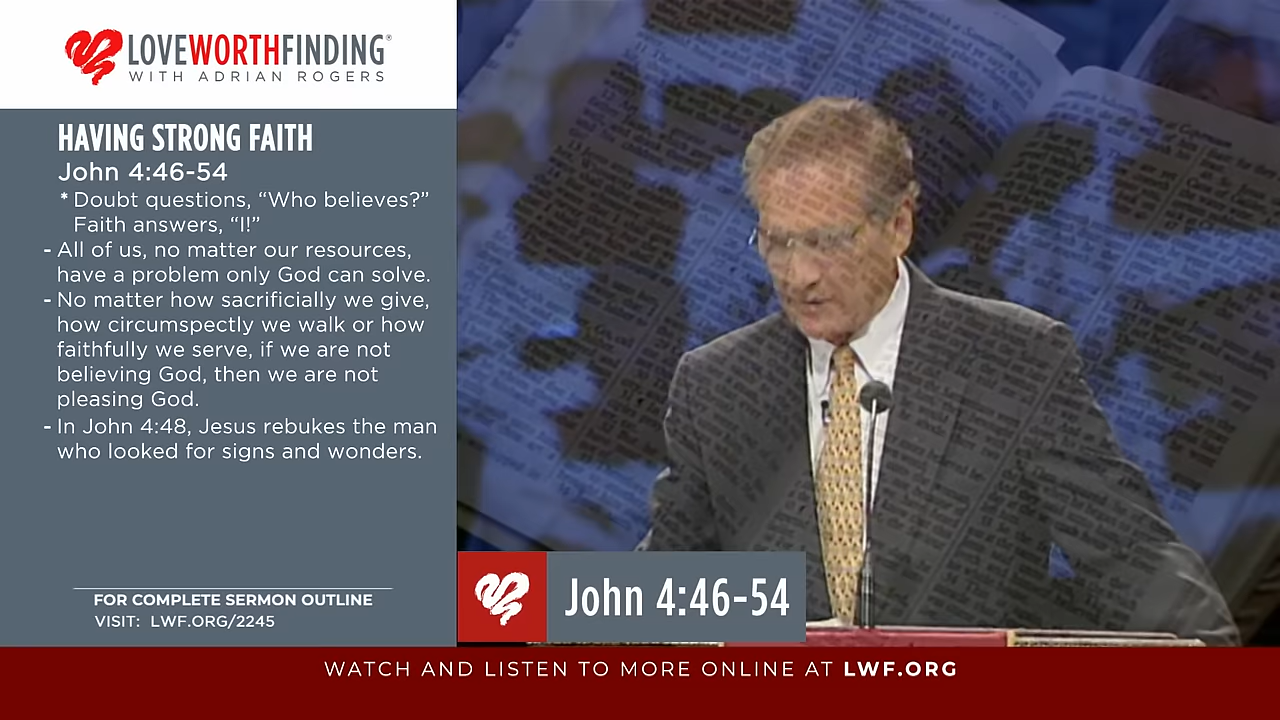 LOVEWORTHFINDING®
WITH ADRIAN ROGERS
HAVING STRONG FAITH
John 4:46-54
* Doubt questions, “Who believes?”
Faith answers, “I!”
- All of us, no matter our resources,
have a problem only God can solve.
- No matter how sacrificially we give,
how circumspectly we walk or how
faithfully we serve, if we are not
believing God, then we are not
pleasing God.
- In John 4:48, Jesus rebukes the man
who looked for signs and wonders.
FOR COMPLETE SERMON OUTLINE
VISIT: LWF.ORG/2245
John 4:46-54
WATCH AND LISTEN TO MORE ONLINE AT LWF.ORG